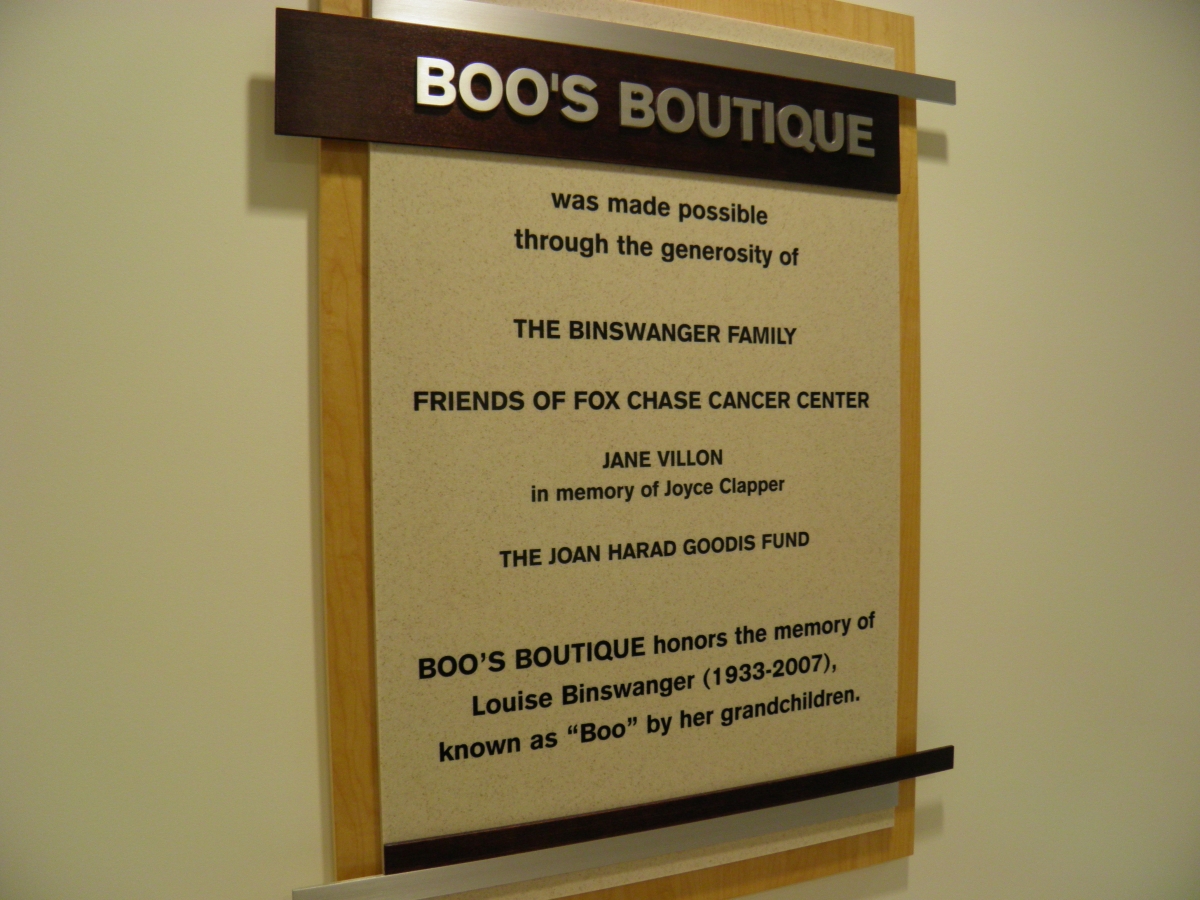 BOO'S BOUTIQUE
was made possible
through the generosity of
THE BINSWANGER FAMILY
FRIENDS OF FOX CHASE CANCER CENTER
JANE VILLON
in memory of Joyce Clapper
THE JOAN HARAD GOODIS FUND
BOO’S BOUTIQUE honors the memory of
Louise Binswanger (1933-2007),
known as “Boo” by her grandchildren.